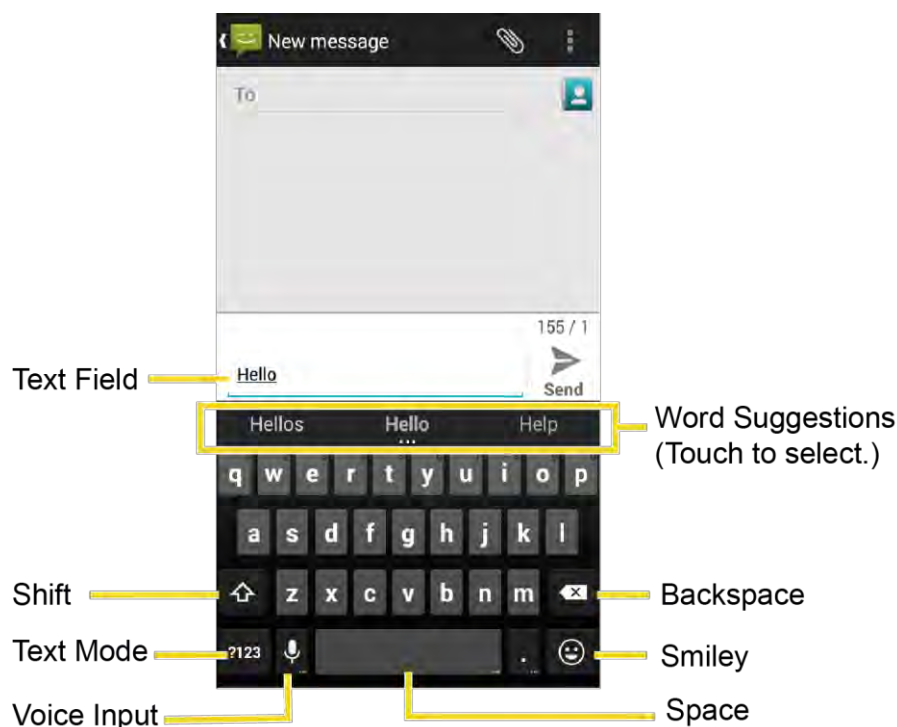 New message
To
155 / 1
Text Field
Hello
Send
Hellos
Hello
Help
Word Suggestions
(Touch to select.)
q w e r t y u i o p
a s d f g h j k l
Shift
z x c v b n m
Backspace
Text Mode
?123
.
Smiley
Voice Input
Space